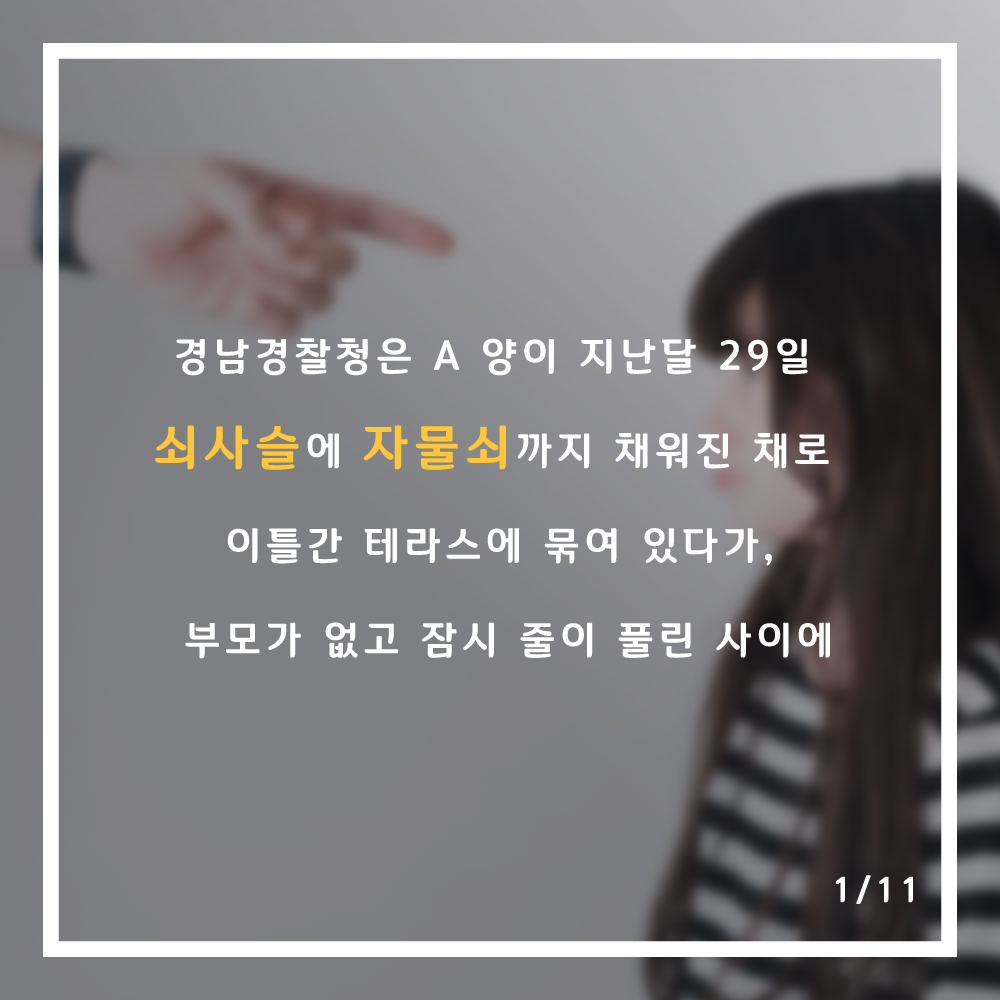 경남경찰청은 A 양이 지난달 29일
쇠사슬에 자물쇠까지 채워진 채로
이틀간 테라스에 묶여 있다가,
부모가 없고 잠시 줄이 풀린 사이에
1/11